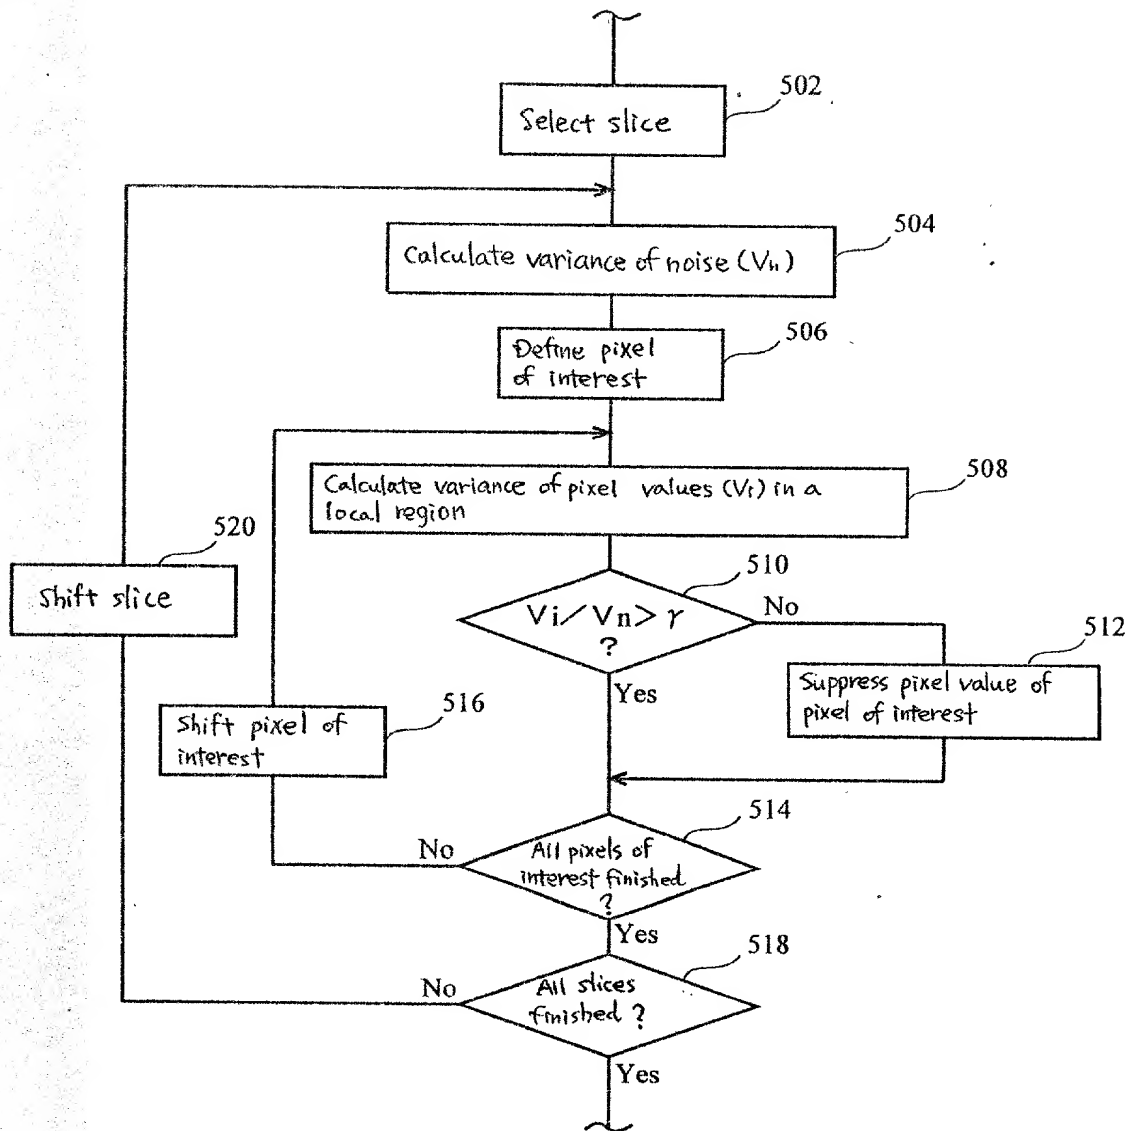 502
Select slice
504
Calculate variance of noise (Vn)
506
Define pixel
of interest
508
Calculate variance of pixel values (Vi) in a
local region
520
Shift slice
510
Vi/Vn>γ
?
No
Yes
512
Suppress pixel value of
pixel of interest
516
Shift pixel of
interest
514
No
All pixels of
interest finished
?
Yes
518
No
All slices
finished ?
Yes